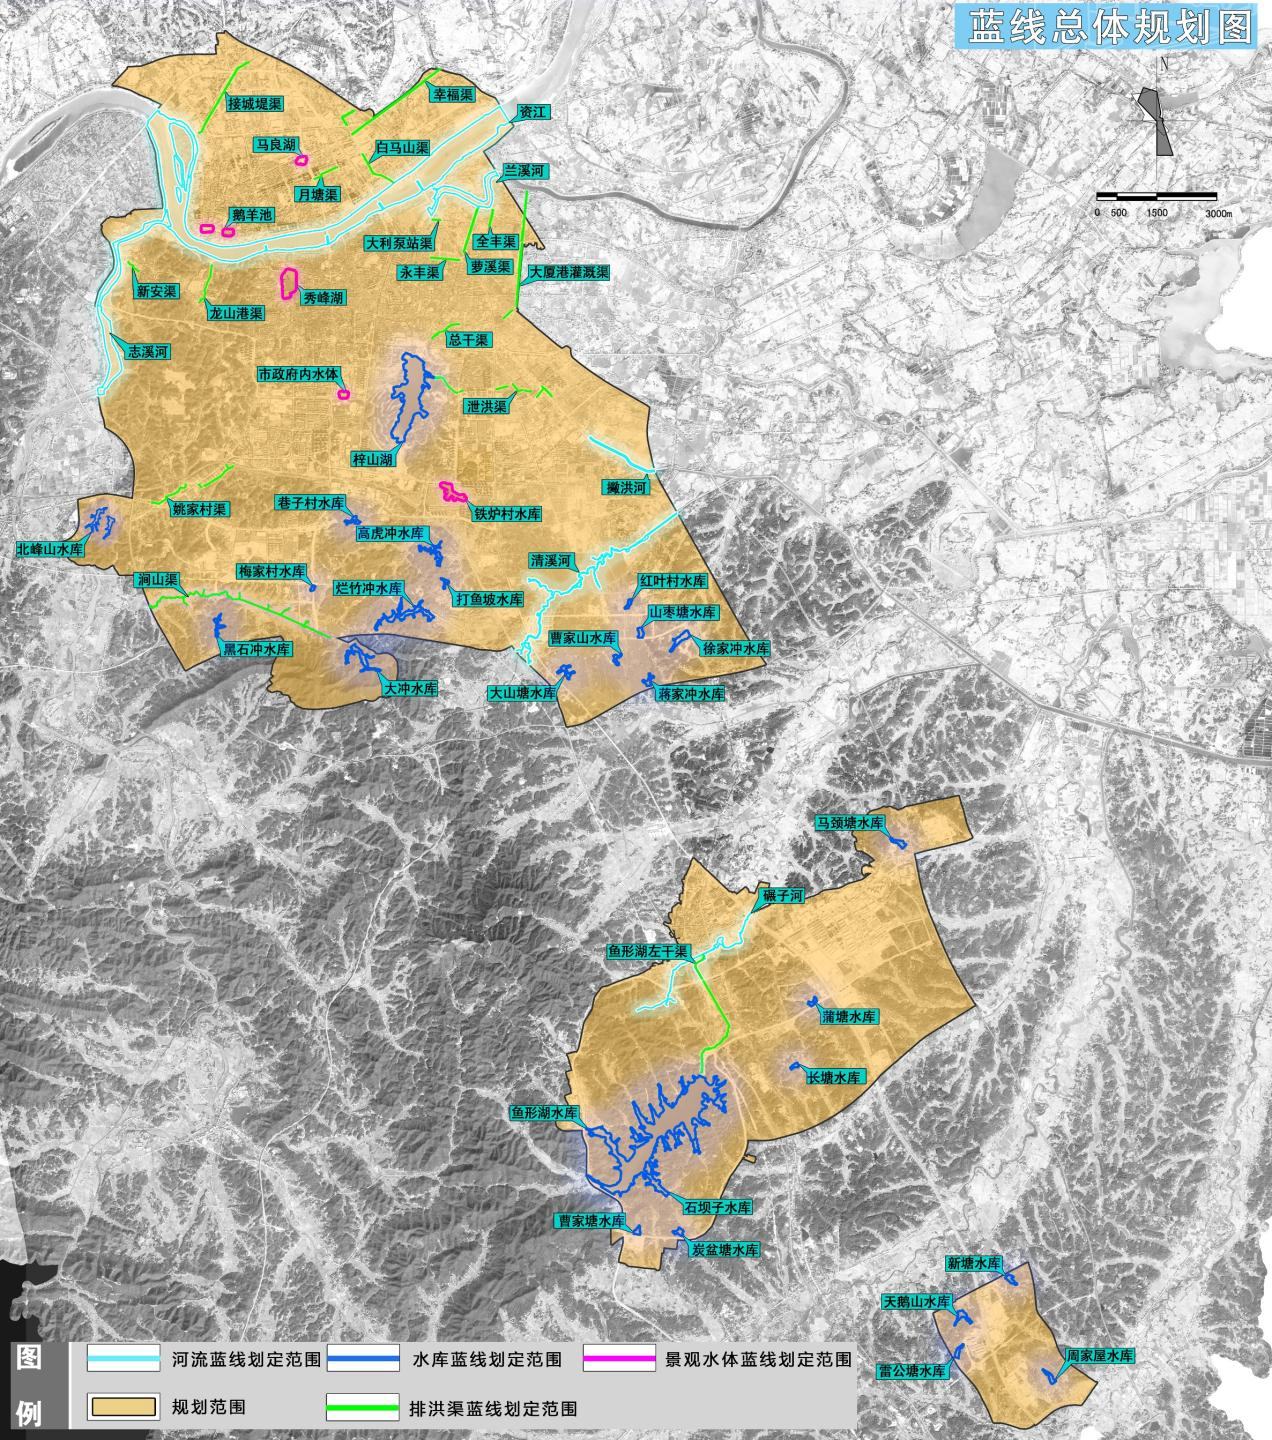 蓝线总体规划图
N
0 500 1500 3000m
幸福渠
接城堤渠
资江
马良湖
白马山渠
兰溪河
月塘渠
鹅羊池
大利泵站渠
全丰渠
永丰渠
萝溪渠
大厦港灌溉渠
新安渠
秀峰湖
龙山港渠
总干渠
志溪河
市政府内水体
泄洪渠
梓山湖
撇洪河
姚家村渠
巷子村水库
铁炉村水库
高虎冲水库
北峰山水库
清溪河
涧山渠
梅家村水库
烂竹冲水库
打鱼坡水库
红叶村水库
山枣塘水库
曹家山水库
黑石冲水库
徐家冲水库
大冲水库
大山塘水库
蒋家冲水库
马颈塘水库
碾子河
鱼形湖左干渠
蒲塘水库
长塘水库
鱼形湖水库
石坝子水库
曹家塘水库
炭盆塘水库
新塘水库
天鹅山水库
周家屋水库
雷公塘水库
图例
河流蓝线划定范围
水库蓝线划定范围
景观水体蓝线划定范围
规划范围
排洪渠蓝线划定范围